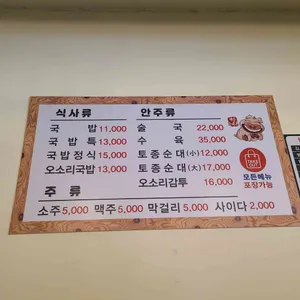 식사류
국 밥 11,000
국 밥 특 13,000
국밥정식 15,000
오소리국밥 13,000
안주류
술 국 22,000
수 육 35,000
토종순대(小) 12,000
토종순대(大) 17,000
오소리감투 16,000
모든메뉴
포장가능
주 류
소주 5,000 맥주 5,000 막걸리 5,000 사이다 2,000